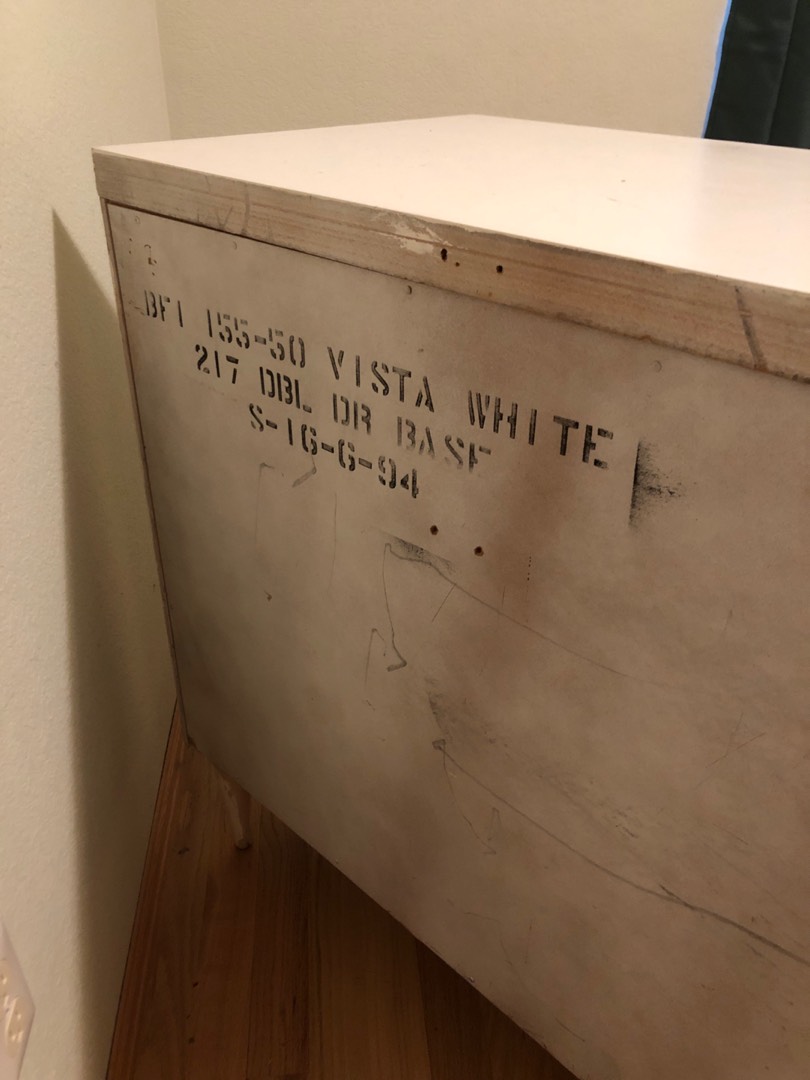 BFI 155-50 VISTA WHITE
217 DBL DR BASE
S-16-6-94